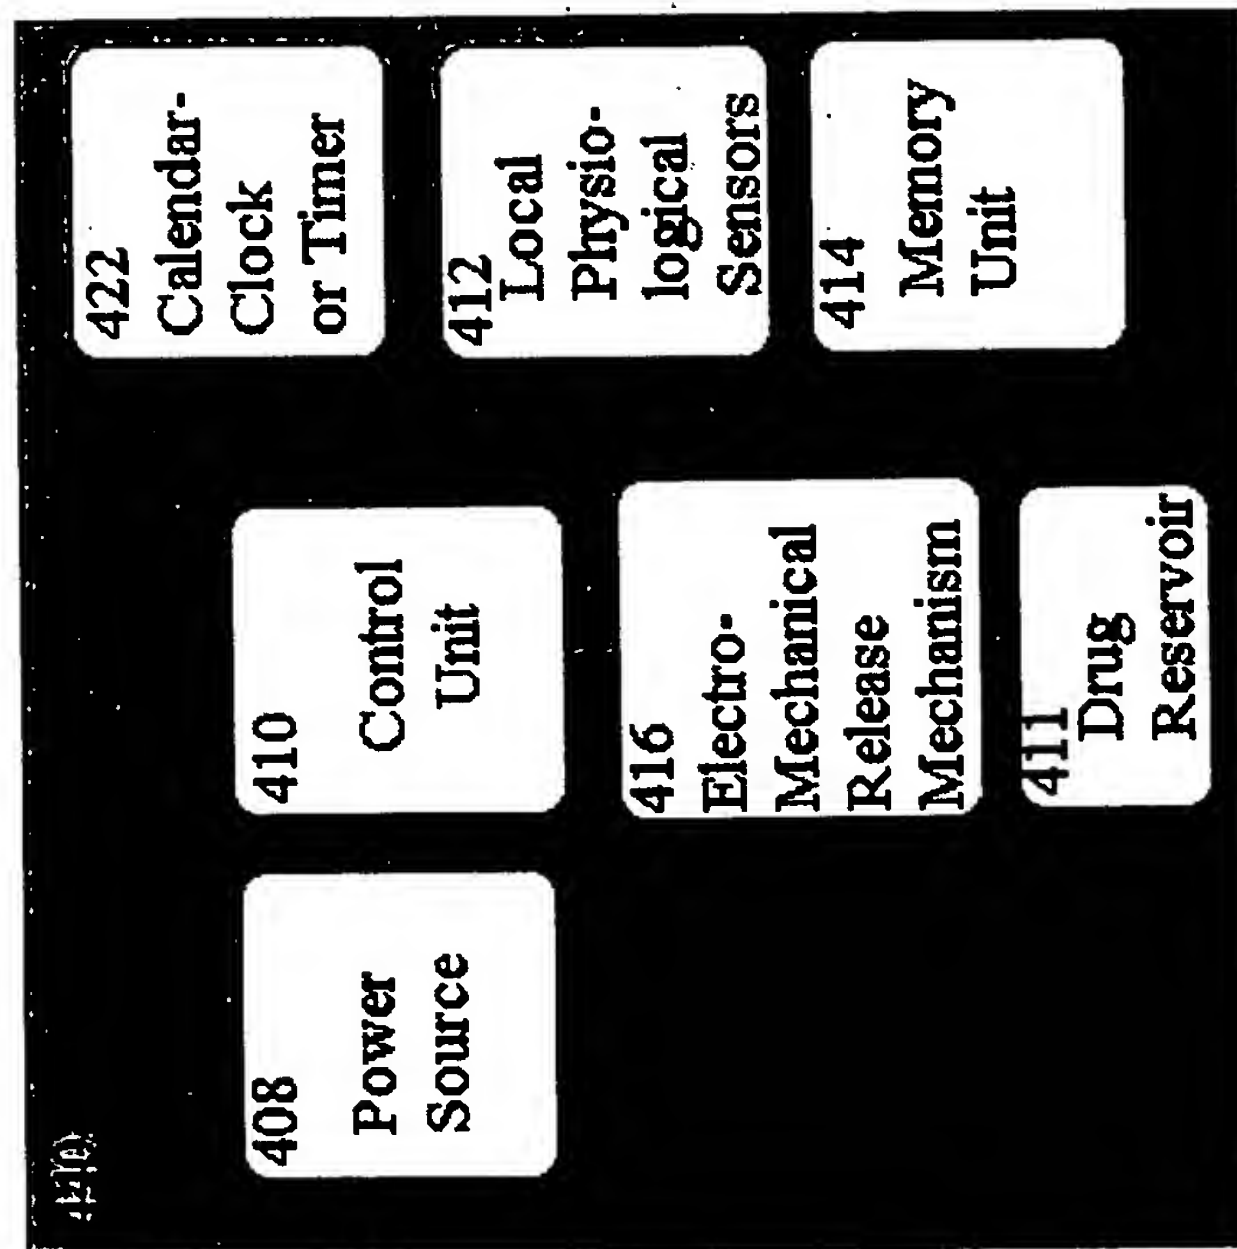 408
Power
Source
410
Control
Unit
422
Calendar-
Clock
or Timer
416
Electro-
Mechanical
Release
Mechanism
412
Local
Physio-
logical
Sensors
411
Drug
Reservoir
414
Memory
Unit